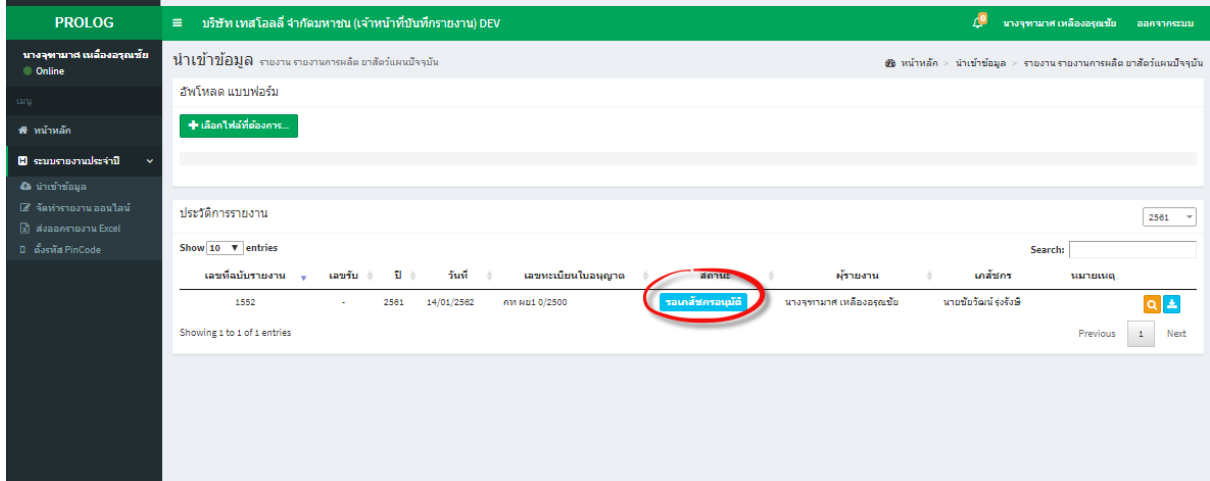 PROLOG
บริษัท เทสโอลลี่ จำกัดมหาชน (เจ้าหน้าที่บันทึกรายงาน) DEV
นางจุฑามาศ เหลืองอรุณชัย
ออกจากระบบ
นางจุฑามาศ เหลืองอรุณชัย
Online
เมนู
หน้าหลัก
ระบบรายงานประจำปี
นำเข้าข้อมูล
จัดทำรายงาน ออนไลน์
ส่งออกรายงาน Excel
ตั้งรหัส PinCode
นำเข้าข้อมูล รายงาน รายงานการผลิต ยาสัตว์แผนปัจจุบัน
หน้าหลัก > นำเข้าข้อมูล > รายงาน รายงานการผลิต ยาสัตว์แผนปัจจุบัน
อัพโหลด แบบฟอร์ม
เลือกไฟล์ที่ต้องการ...
ประวัติการรายงาน
2561
Show 10 entries
Search:
เลขที่ฉบับรายงาน เลขรับ ปี วันที่ เลขทะเบียนใบอนุญาต สถานะ ผู้รายงาน เภสัชกร หมายเหตุ
1552 - 2561 14/01/2562 กท ผย1 0/2500 รอเภสัชกรอนุมัติ นางจุฑามาศ เหลืองอรุณชัย นายชัยวัฒน์ รุ่งรังษี
Showing 1 to 1 of 1 entries
Previous 1 Next